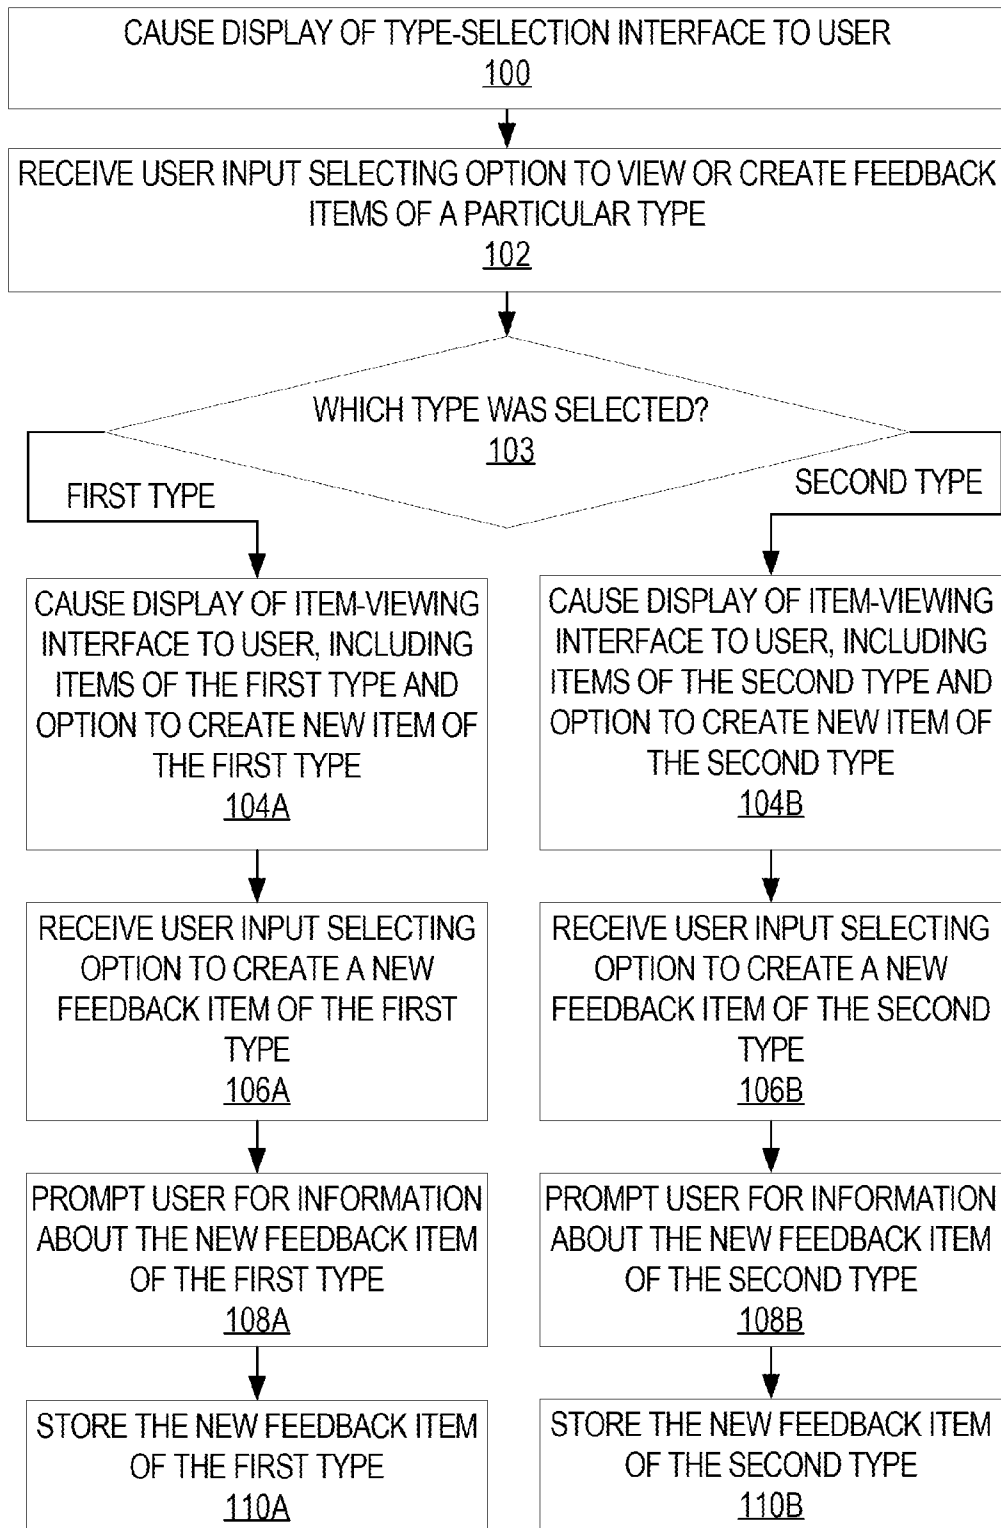 CAUSE DISPLAY OF TYPE-SELECTION INTERFACE TO USER
100
RECEIVE USER INPUT SELECTING OPTION TO VIEW OR CREATE FEEDBACK
ITEMS OF A PARTICULAR TYPE
102
WHICH TYPE WAS SELECTED?
103
FIRST TYPE
SECOND TYPE
CAUSE DISPLAY OF ITEM-VIEWING
INTERFACE TO USER, INCLUDING
ITEMS OF THE FIRST TYPE AND
OPTION TO CREATE NEW ITEM OF
THE FIRST TYPE
104A
CAUSE DISPLAY OF ITEM-VIEWING
INTERFACE TO USER, INCLUDING
ITEMS OF THE SECOND TYPE AND
OPTION TO CREATE NEW ITEM OF
THE SECOND TYPE
104B
RECEIVE USER INPUT SELECTING
OPTION TO CREATE A NEW
FEEDBACK ITEM OF THE FIRST
TYPE
106A
RECEIVE USER INPUT SELECTING
OPTION TO CREATE A NEW
FEEDBACK ITEM OF THE SECOND
TYPE
106B
PROMPT USER FOR INFORMATION
ABOUT THE NEW FEEDBACK ITEM
OF THE FIRST TYPE
108A
PROMPT USER FOR INFORMATION
ABOUT THE NEW FEEDBACK ITEM
OF THE SECOND TYPE
108B
STORE THE NEW FEEDBACK ITEM
OF THE FIRST TYPE
110A
STORE THE NEW FEEDBACK ITEM
OF THE SECOND TYPE
110B